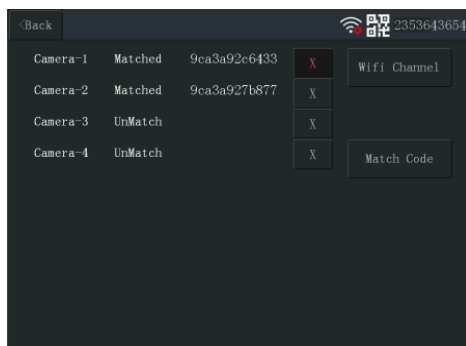 <Back 2353643654
Camera-1 Matched 9ca3a92c6433 X Wifi Channel
Camera-2 Matched 9ca3a927b877 X
Camera-3 UnMatch X
Camera-4 UnMatch X Match Code